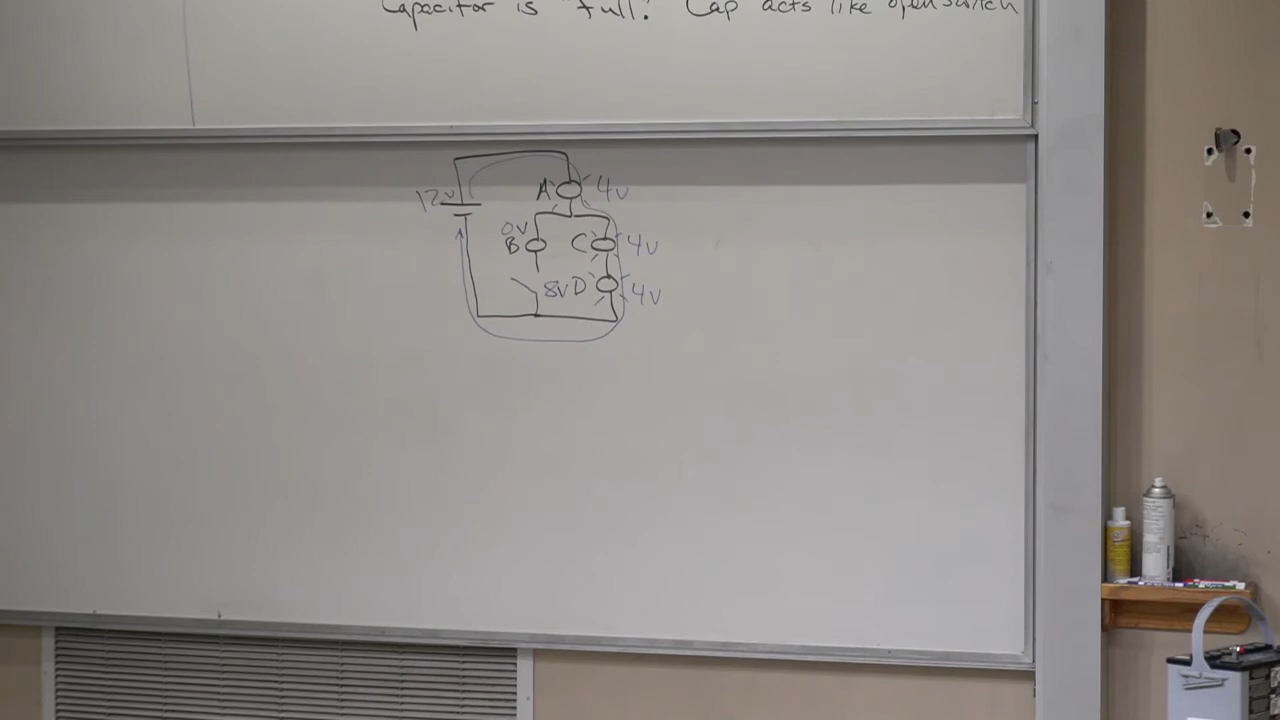 Capacitor is "full." Cap acts like open switch
12v
A 4v
0v
B C 4v
8v D 4v